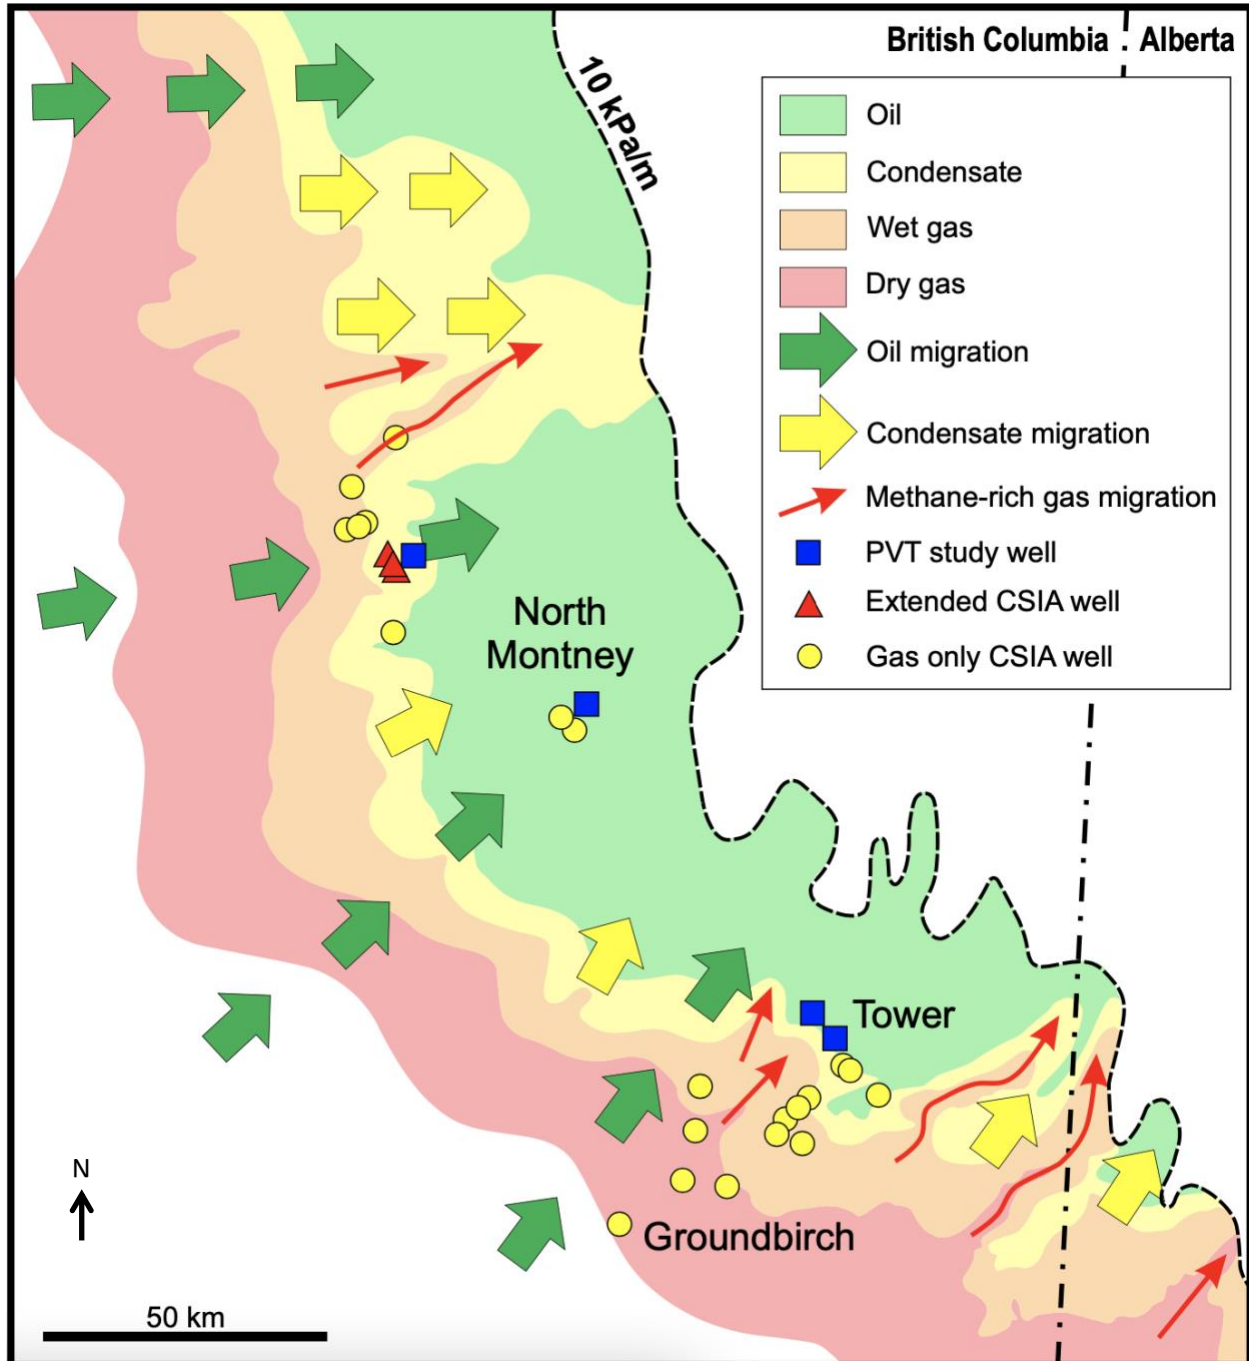 British Columbia
Alberta
10 kPa/m
Oil
Condensate
Wet gas
Dry gas
Oil migration
Condensate migration
Methane-rich gas migration
PVT study well
Extended CSIA well
Gas only CSIA well
North
Montney
Tower
Groundbirch
N
50 km